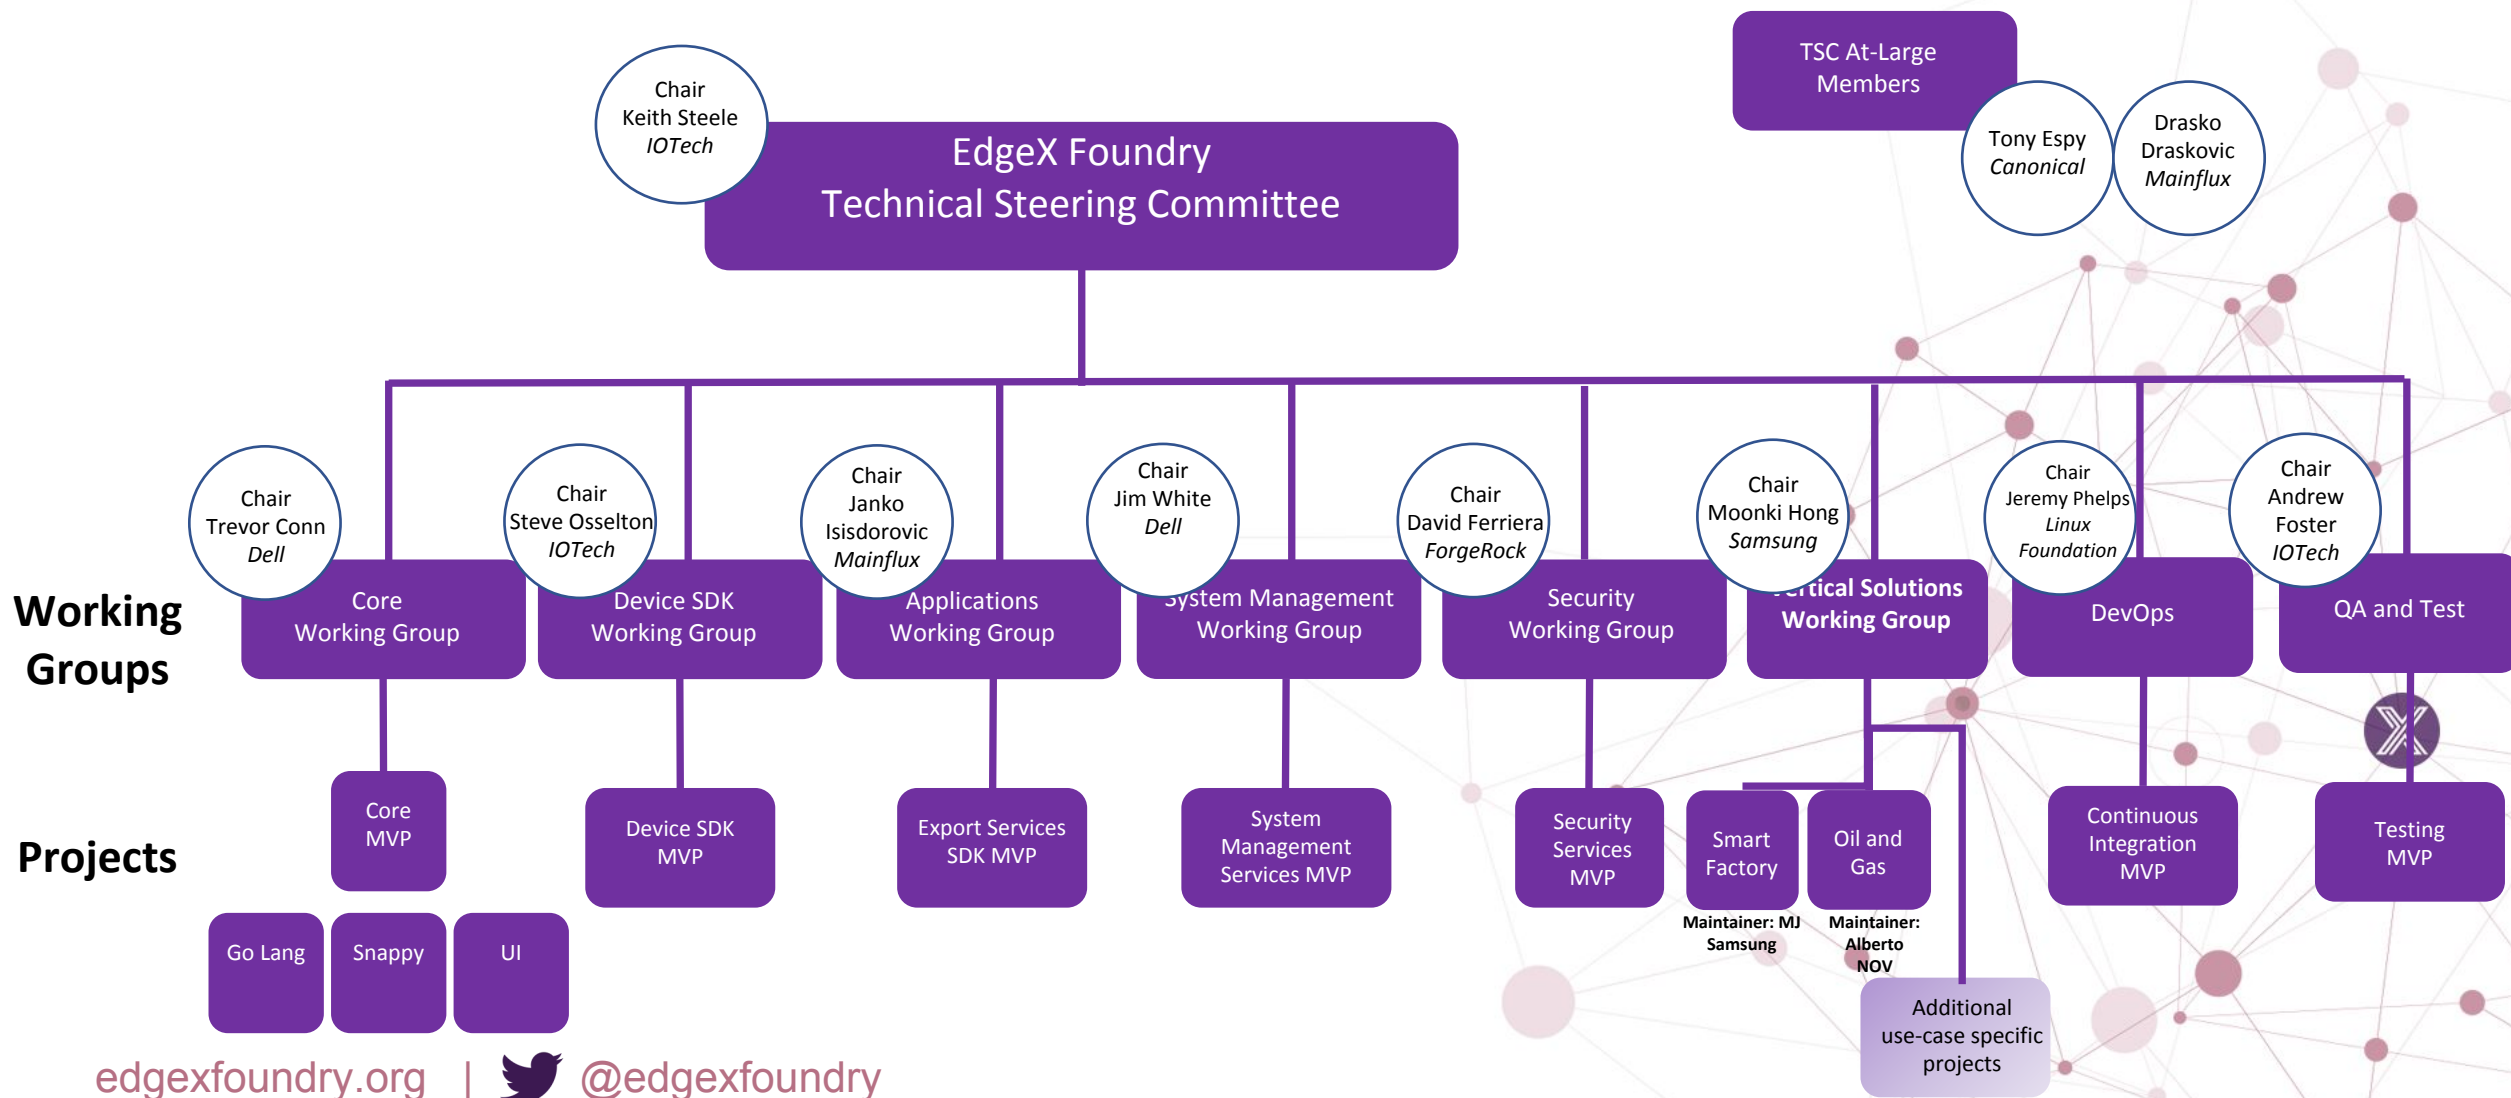 Chair
Keith Steele
IOTech
EdgeX Foundry
Technical Steering Committee
TSC At-Large
Members
Tony Espy
Canonical
Drasko
Draskovic
Mainflux
Chair
Trevor Conn
Dell
Chair
Steve Osselton
IOTech
Chair
Janko
Isisdorovic
Mainflux
Chair
Jim White
Dell
Chair
David Ferriera
ForgeRock
Chair
Moonki Hong
Samsung
Chair
Jeremy Phelps
Linux
Foundation
Chair
Andrew
Foster
IOTech
Working
Groups
Core
Working Group
Device SDK
Working Group
Applications
Working Group
System Management
Working Group
Security
Working Group
Vertical Solutions
Working Group
DevOps
QA and Test
Projects
Core
MVP
Device SDK
MVP
Export Services
SDK MVP
System
Management
Services MVP
Security
Services
MVP
Smart
Factory
Oil and
Gas
Continuous
Integration
MVP
Testing
MVP
Maintainer: MJ
Samsung
Maintainer:
Alberto
NOV
Go Lang
Snappy
UI
Additional
use-case specific
projects
edgexfoundry.org | @edgexfoundry